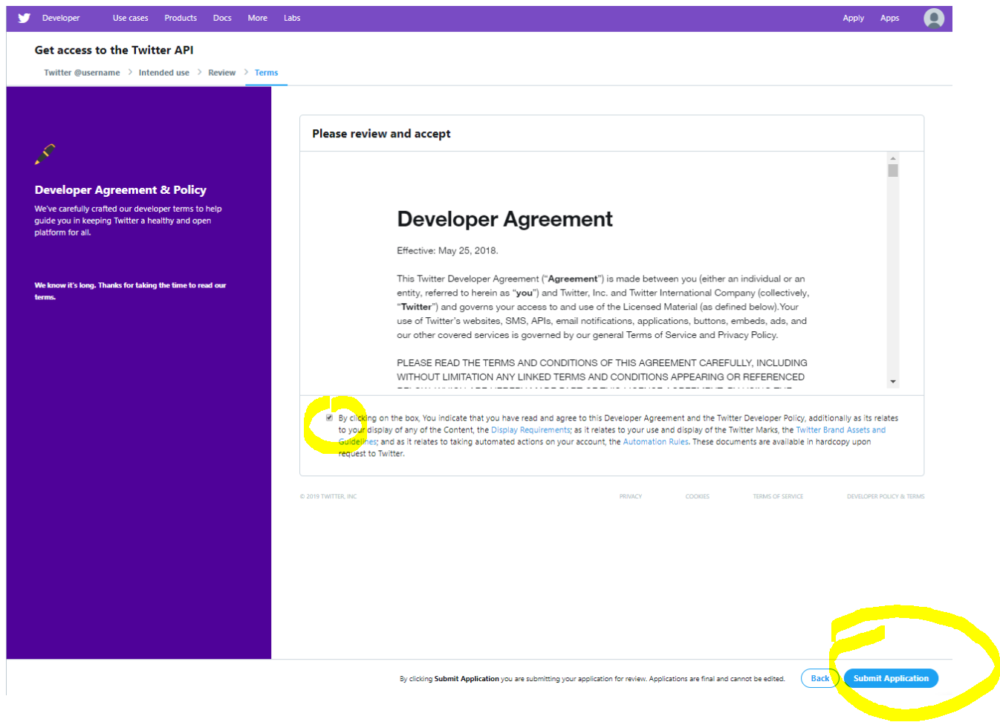 Developer Use cases Products Docs More Labs Apply Apps
Get access to the Twitter API
Twitter @username > Intended use > Review > Terms
Developer Agreement & Policy
We've carefully crafted our developer terms to help
guide you in keeping Twitter a healthy and open
platform for all.
We know it's long. Thanks for taking the time to read our
terms.
Please review and accept
Developer Agreement
Effective: May 25, 2018.
This Twitter Developer Agreement (“Agreement”) is made between you (either an individual or an
entity, referred to herein as “you”) and Twitter, Inc. and Twitter International Company (collectively,
“Twitter”) and governs your access to and use of the Licensed Material (as defined below).Your
use of Twitter’s websites, SMS, APIs, email notifications, applications, buttons, embeds, ads, and
our other covered services is governed by our general Terms of Service and Privacy Policy.
PLEASE READ THE TERMS AND CONDITIONS OF THIS AGREEMENT CAREFULLY, INCLUDING
WITHOUT LIMITATION ANY LINKED TERMS AND CONDITIONS APPEARING OR REFERENCED
By clicking on the box, You indicate that you have read and agree to this Developer Agreement and the Twitter Developer Policy, additionally as its relates
to your display of any of the Content, the Display Requirements; as it relates to your use and display of the Twitter Marks, the Twitter Brand Assets and
Guidelines; and as it relates to taking automated actions on your account, the Automation Rules. These documents are available in hardcopy upon
request to Twitter.
© 2019 TWITTER, INC PRIVACY COOKIES TERMS OF SERVICE DEVELOPER POLICY & TERMS
By clicking Submit Application you are submitting your application for review. Applications are final and cannot be edited. Back Submit Application